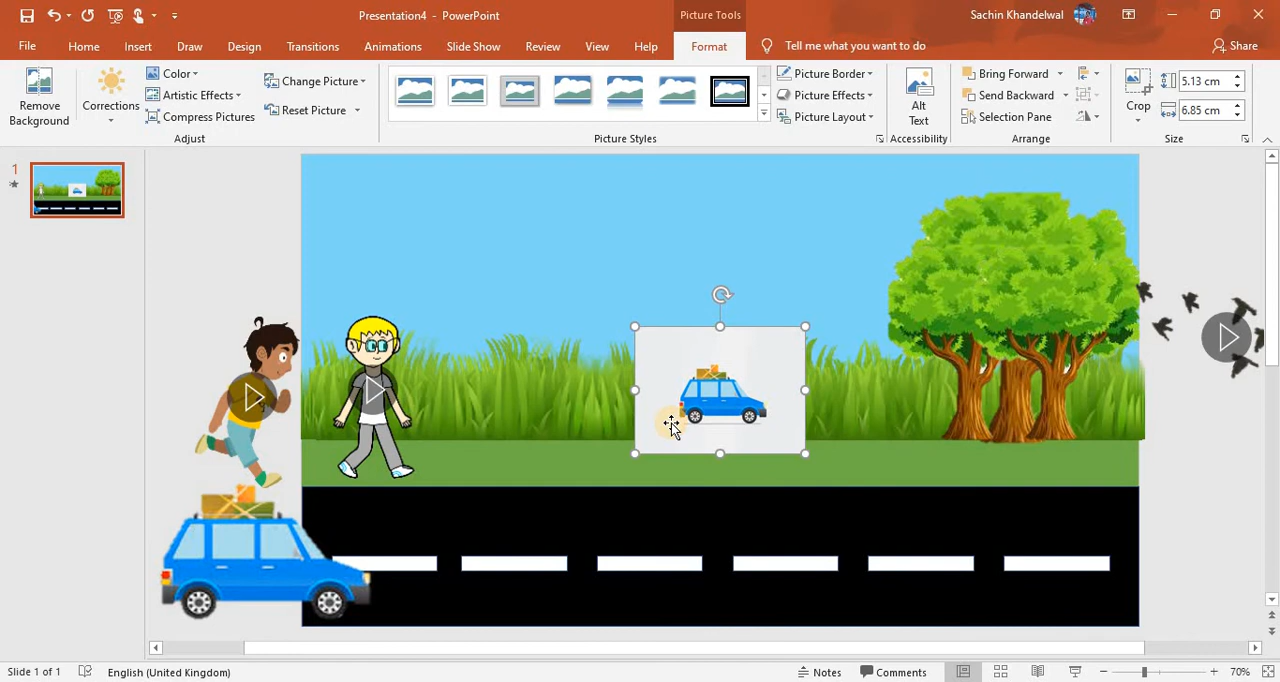 Presentation4 - PowerPoint
Picture Tools
Sachin Khandelwal
File
Home
Insert
Draw
Design
Transitions
Animations
Slide Show
Review
View
Help
Format
Tell me what you want to do
Share
Remove
Background
Corrections
Color
Artistic Effects
Compress Pictures
Change Picture
Reset Picture
Adjust
Picture Styles
Picture Border
Picture Effects
Picture Layout
Alt
Text
Accessibility
Bring Forward
Send Backward
Selection Pane
Arrange
Crop
5.13 cm
6.85 cm
Size
1
Slide 1 of 1
English (United Kingdom)
Notes
Comments
70%